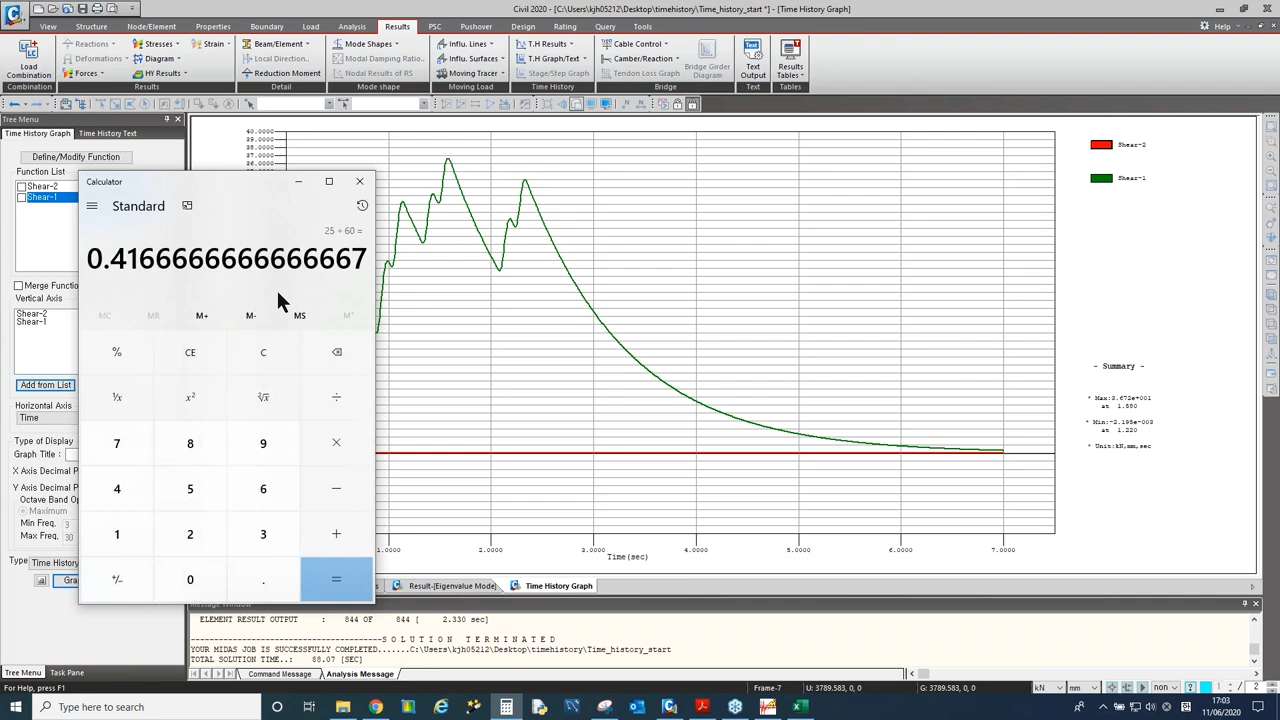 Civil 2020 - [C:\Users\kjh05212\Desktop\timehistory\Time_history_start *] - [Time History Graph]
View Structure Node/Element Properties Boundary Load Analysis Results PSC Pushover Design Rating Query Tools Help
Load Combination
Combination
Reactions Stresses Strain
Deformations Diagram
Forces HY Results
Results
Beam/Element
Local Direction..
Reduction Moment
Detail
Mode Shapes
Modal Damping Ratio..
Nodal Results of RS
Mode shape
Influ. Lines
Influ. Surfaces
Moving Tracer
Moving Load
T.H Results
T.H Graph/Text
Stage/Step Graph
Time History
Cable Control
Camber/Reaction
Tendon Loss Graph
Bridge Girder Diagram
Bridge
Text Output
Text
Results Tables
Tables
Tree Menu
Time History Graph Time History Text
Define/Modify Function
Function List
Shear-2
Shear-1
Merge Function
Vertical Axis
Shear-2
Shear-1
Add from List
Horizontal Axis
Time
Type of Display
Graph Title :
X Axis Decimal P
Y Axis Decimal P
Octave Band Op
Maximum
Min Freq. 3
Max Freq. 30
Type Time History
Grap
Calculator
Standard
25 ÷ 60 =
0.4166666666666667
MC MR M+ M- MS M
% CE C
¹/x x² ²√x ÷
7 8 9 ×
4 5 6 −
1 2 3 +
+/− 0 . =
40.0000
39.0000
38.0000
37.0000
36.0000
1.0000 2.0000 3.0000 4.0000 5.0000 6.0000 7.0000
Time(sec)
Shear-2
Shear-1
- Summary -
* Max:3.672e+001
at 1.580
* Min:-2.195e-003
at 1.220
* Unit:kN,mm,sec
Result-[Eigenvalue Mode] Time History Graph
Message Window
ELEMENT RESULT OUTPUT : 844 OF 844 [ 2.330 sec]
S O L U T I O N T E R M I N A T E D
YOUR MIDAS JOB IS SUCCESSFULLY COMPLETED.......C:\Users\kjh05212\Desktop\timehistory\Time_history_start
TOTAL SOLUTION TIME..: 88.07 [SEC]
Tree Menu Task Pane
Command Message Analysis Message
For Help, press F1
Frame-7 U: 3789.583, 0, 0 G: 3789.583, 0, 0 kN mm non ? 1 / 2
Type here to search
17:03
11/06/2020